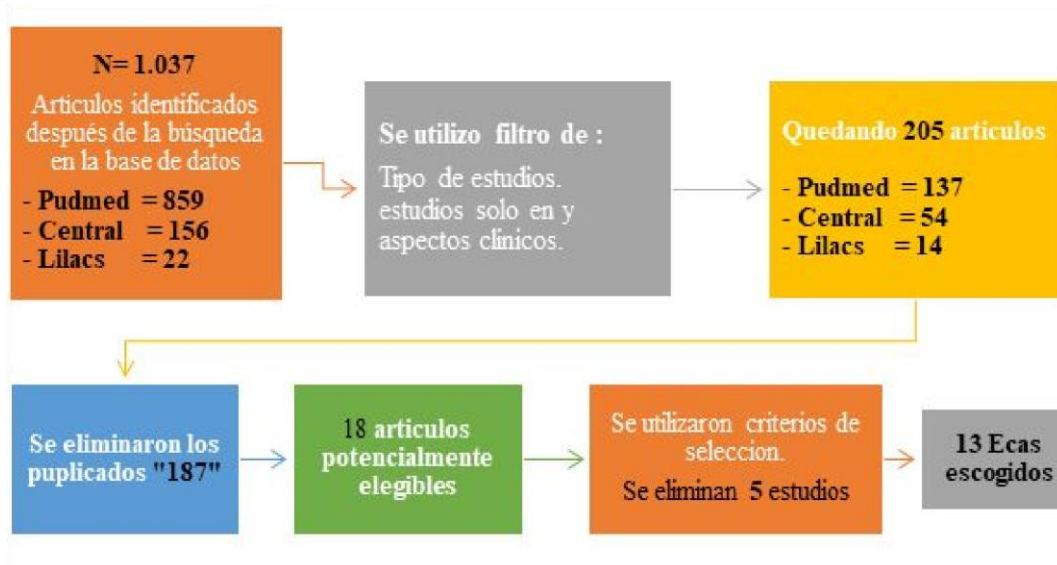 N= 1.037
Articulos identificados
después de la búsqueda
en la base de datos
- Pudmed = 859
- Central = 156
- Lilacs = 22
Se utilizo filtro de :
Tipo de estudios.
estudios solo en y
aspectos clinicos.
Quedando 205 articulos
- Pudmed = 137
- Central = 54
- Lilacs = 14
Se eliminaron los
puplicados "187"
18 articulos
potencialmente
elegibles
Se utilizaron criterios de
seleccion.
Se eliminan 5 estudios
13 Ecas
escogidos